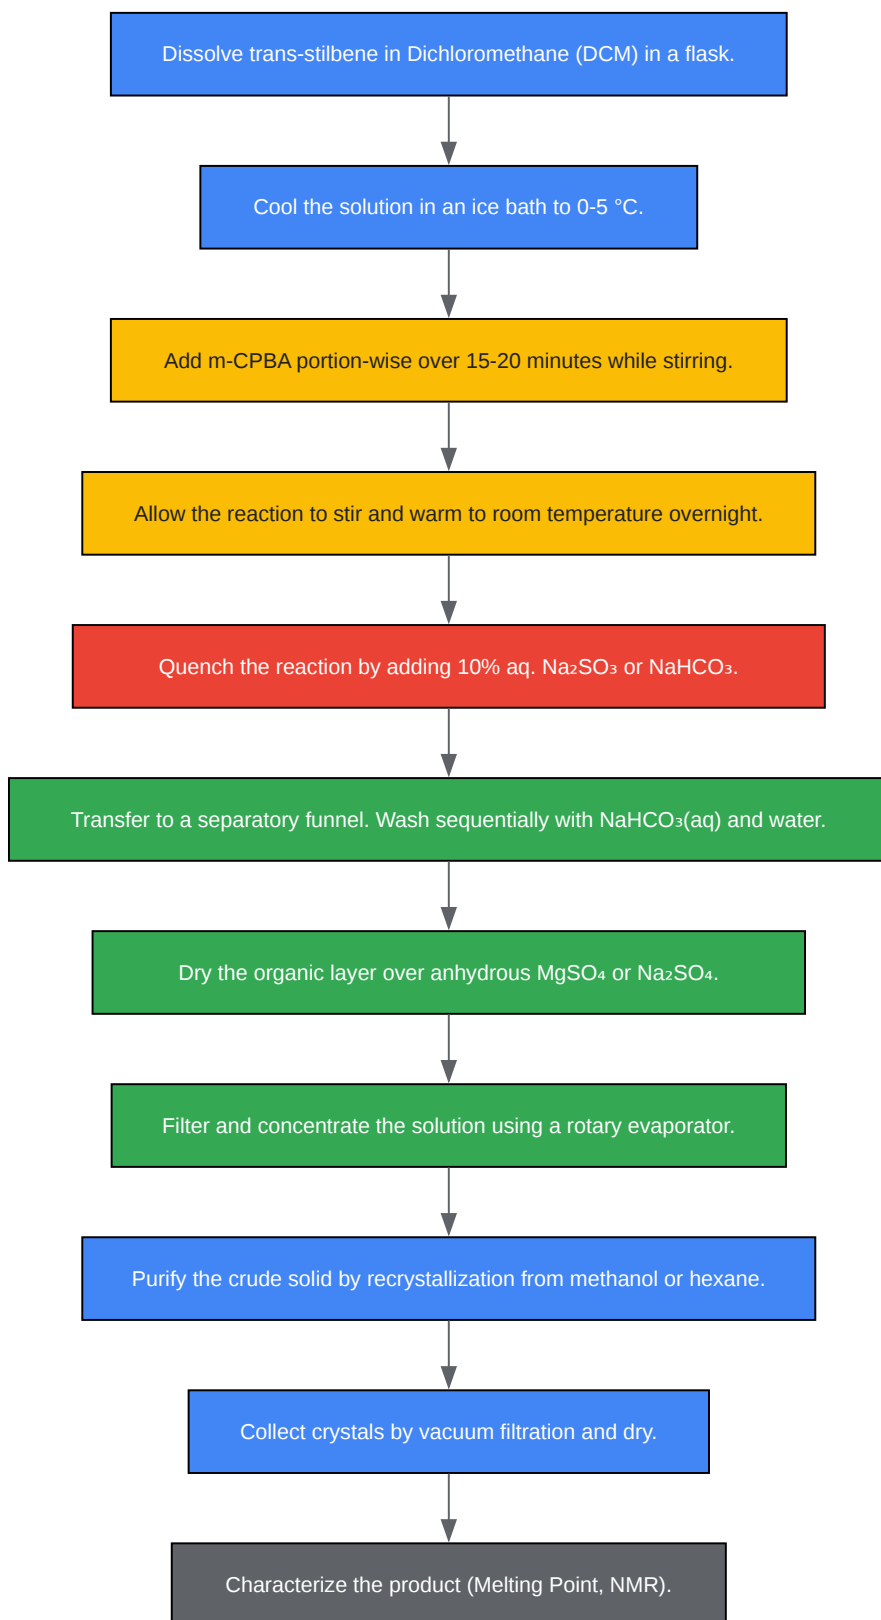 Dissolve trans-stilbene in Dichloromethane (DCM) in a flask.
Cool the solution in an ice bath to 0-5 °C.
Add m-CPBA portion-wise over 15-20 minutes while stirring.
Allow the reaction to stir and warm to room temperature overnight.
Quench the reaction by adding 10% aq. Na₂SO₃ or NaHCO₃.
Transfer to a separatory funnel. Wash sequentially with NaHCO₃(aq) and water.
Dry the organic layer over anhydrous MgSO₄ or Na₂SO₄.
Filter and concentrate the solution using a rotary evaporator.
Purify the crude solid by recrystallization from methanol or hexane.
Collect crystals by vacuum filtration and dry.
Characterize the product (Melting Point, NMR).